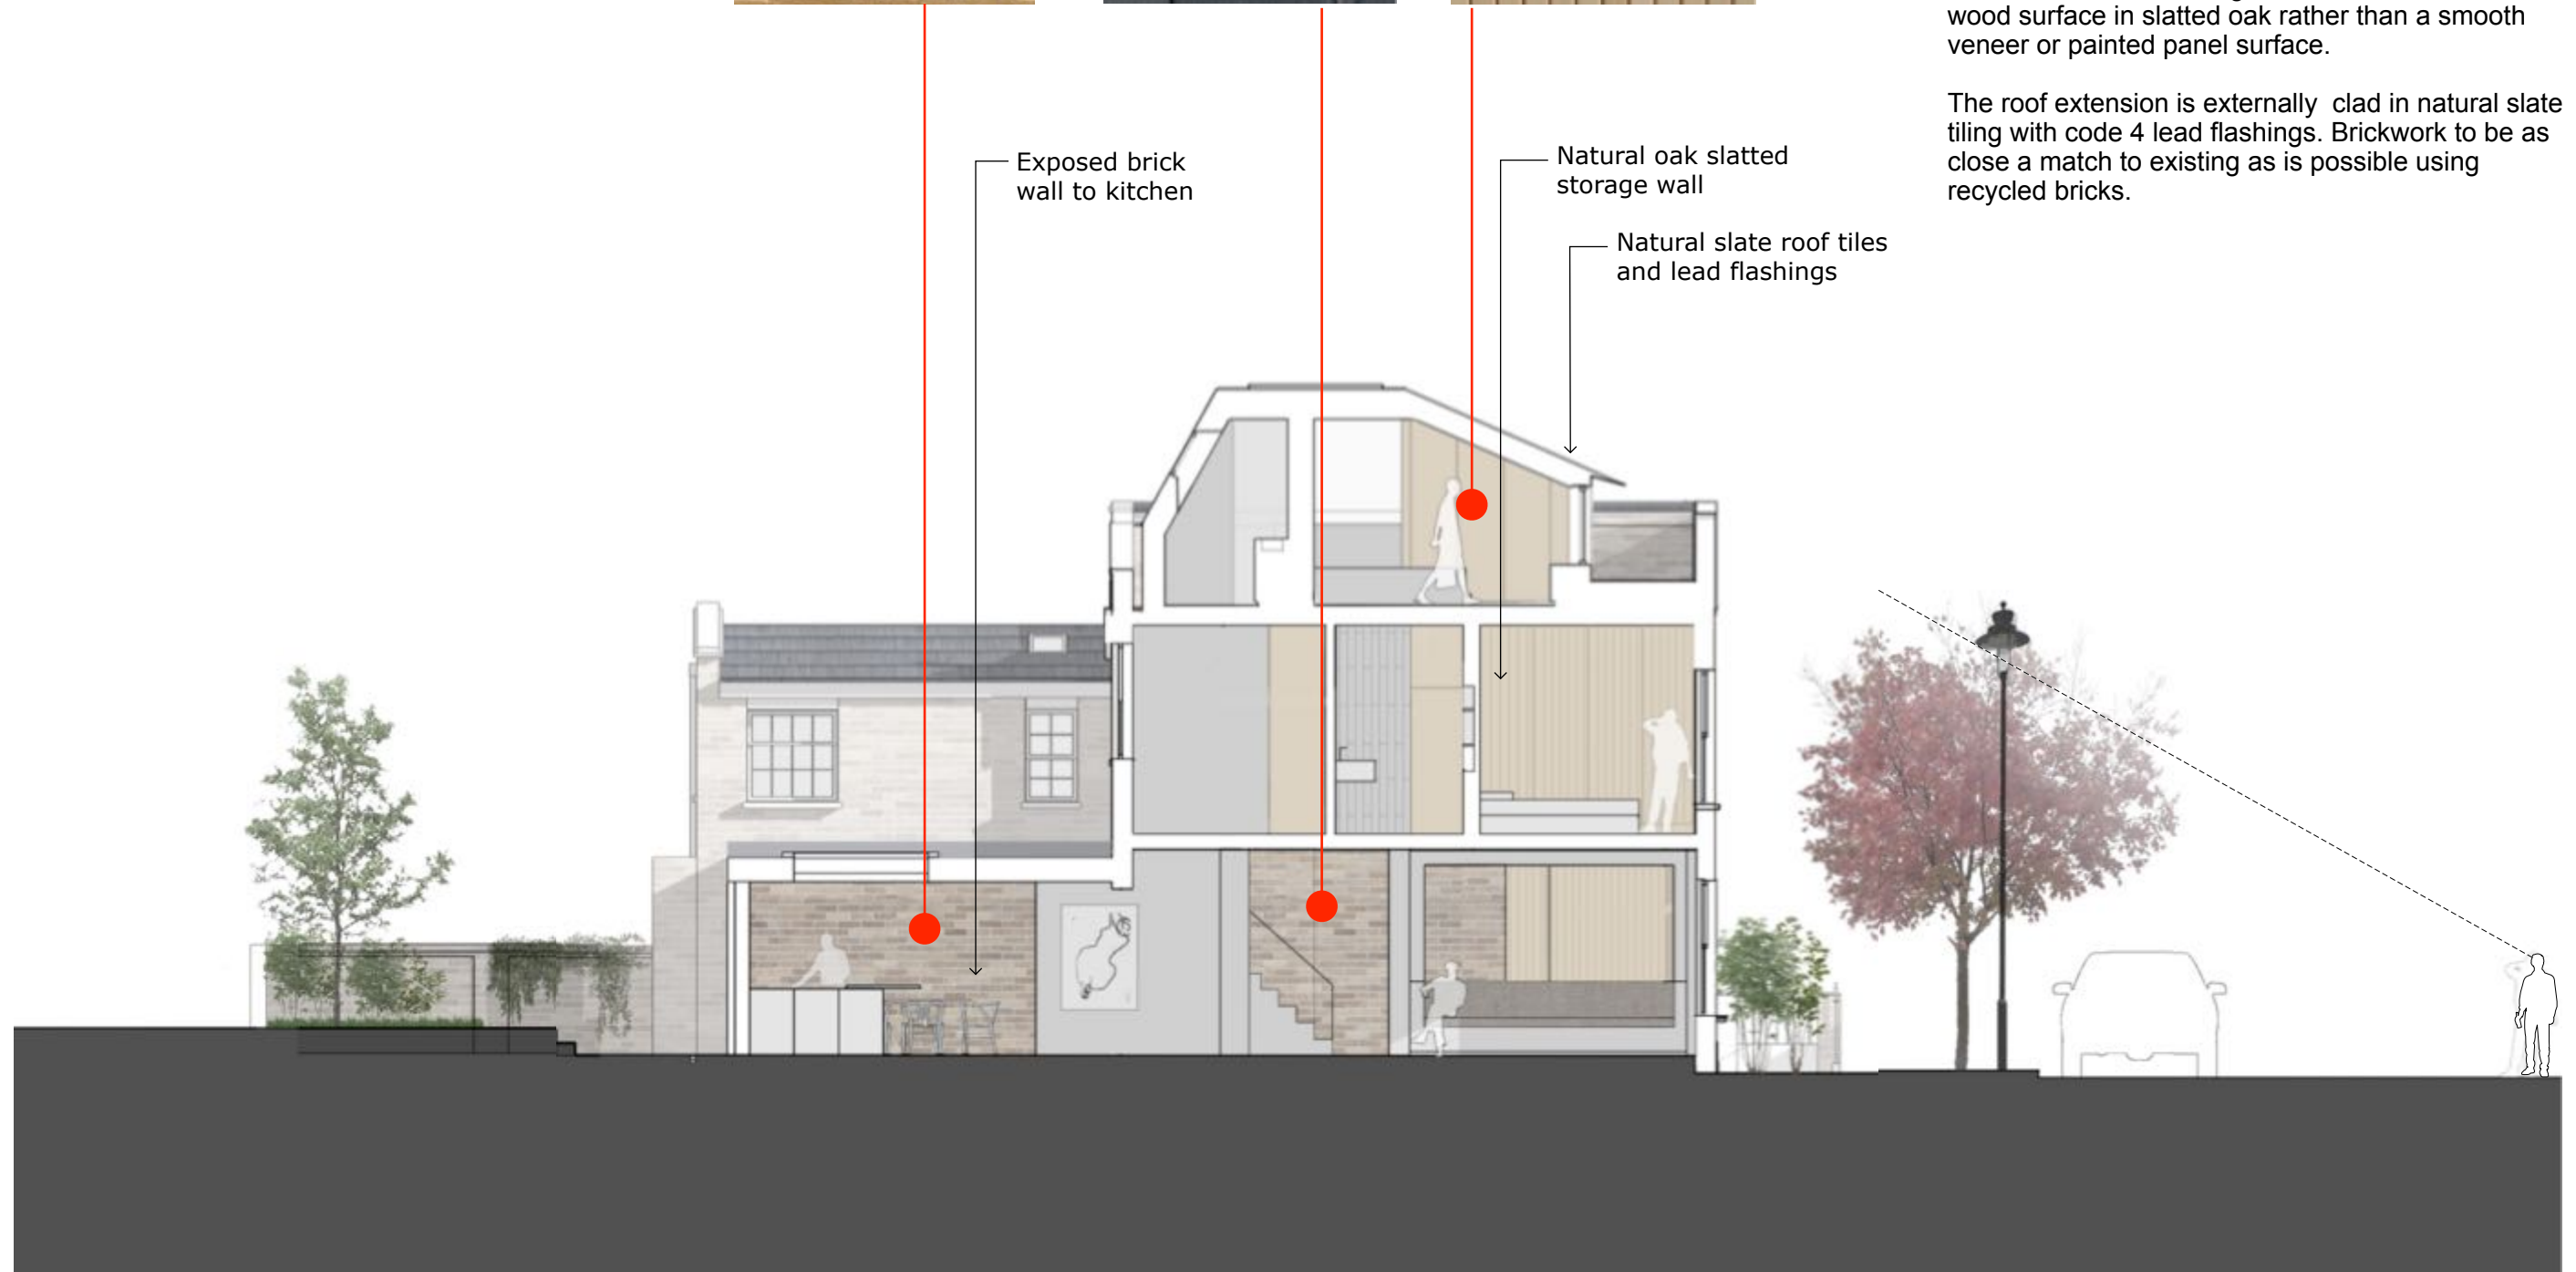 wood surface in slatted oak rather than a smooth
veneer or painted panel surface.
The roof extension is externally  clad in natural slate
tiling with code 4 lead flashings. Brickwork to be as
close a match to existing as is possible using
recycled bricks.
Exposed brick
wall to kitchen
Natural oak slatted
storage wall
Natural slate roof tiles
and lead flashings